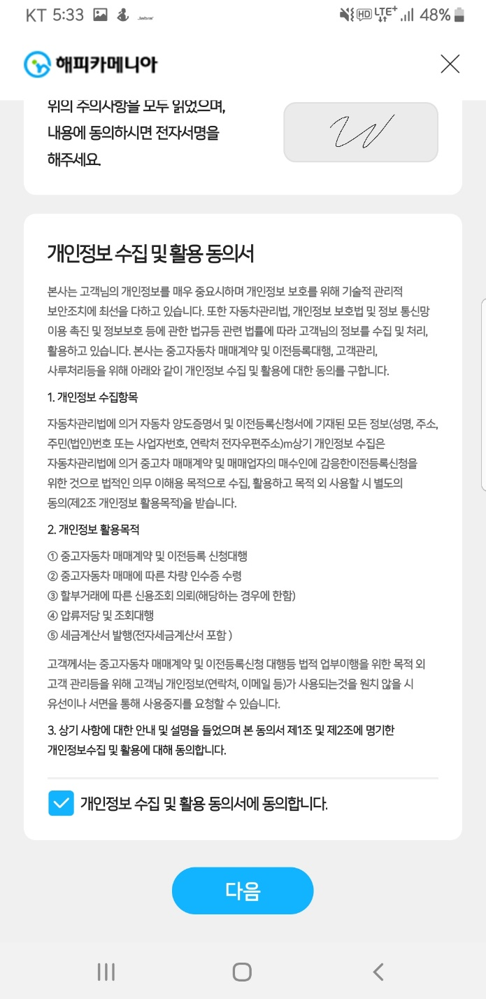 KT 5:33
HD LTE+ 48%
해피카메니아
위의 주의사항을 모두 읽었으며,
내용에 동의하시면 전자서명을
해주세요.
개인정보 수집 및 활용 동의서
본사는 고객님의 개인정보를 매우 중요시하며 개인정보 보호를 위해 기술적 관리적
보안조치에 최선을 다하고 있습니다. 또한 자동차관리법, 개인정보 보호법 및 정보 통신망
이용 촉진 및 정보보호 등에 관한 법규등 관련 법률에 따라 고객님의 정보를 수집 및 처리,
활용하고 있습니다. 본사는 중고자동차 매매계약 및 이전등록대행, 고객관리,
사루처리등을 위해 아래와 같이 개인정보 수집 및 활용에 대한 동의를 구합니다.
1. 개인정보 수집항목
자동차관리법에 의거 자동차 양도증명서 및 이전등록신청서에 기재된 모든 정보(성명, 주소,
주민(법인)번호 또는 사업자번호, 연락처 전자우편주소)m상기 개인정보 수집은
자동차관리법에 의거 중고차 매매계약 및 매매업자의 매수인에 감응한이전등록신청을
위한 것으로 법적인 의무 이해용 목적으로 수집, 활용하고 목적 외 사용할 시 별도의
동의(제2조 개인정보 활용목적)을 받습니다.
2. 개인정보 활용목적
① 중고자동차 매매계약 및 이전등록 신청대행
② 중고자동차 매매에 따른 차량 인수증 수령
③ 할부거래에 따른 신용조회 의뢰(해당하는 경우에 한함)
④ 압류저당 및 조회대행
⑤ 세금계산서 발행(전자세금계산서 포함 )
고객께서는 중고자동차 매매계약 및 이전등록신청 대행등 법적 업부이행을 위한 목적 외
고객 관리등을 위해 고객님 개인정보(연락처, 이메일 등)가 사용되는것을 원치 않을 시
유선이나 서면을 통해 사용중지를 요청할 수 있습니다.
3. 상기 사항에 대한 안내 및 설명을 들었으며 본 동의서 제1조 및 제2조에 명기한
개인정보수집 및 활용에 대해 동의합니다.
개인정보 수집 및 활용 동의서에 동의합니다.
다음